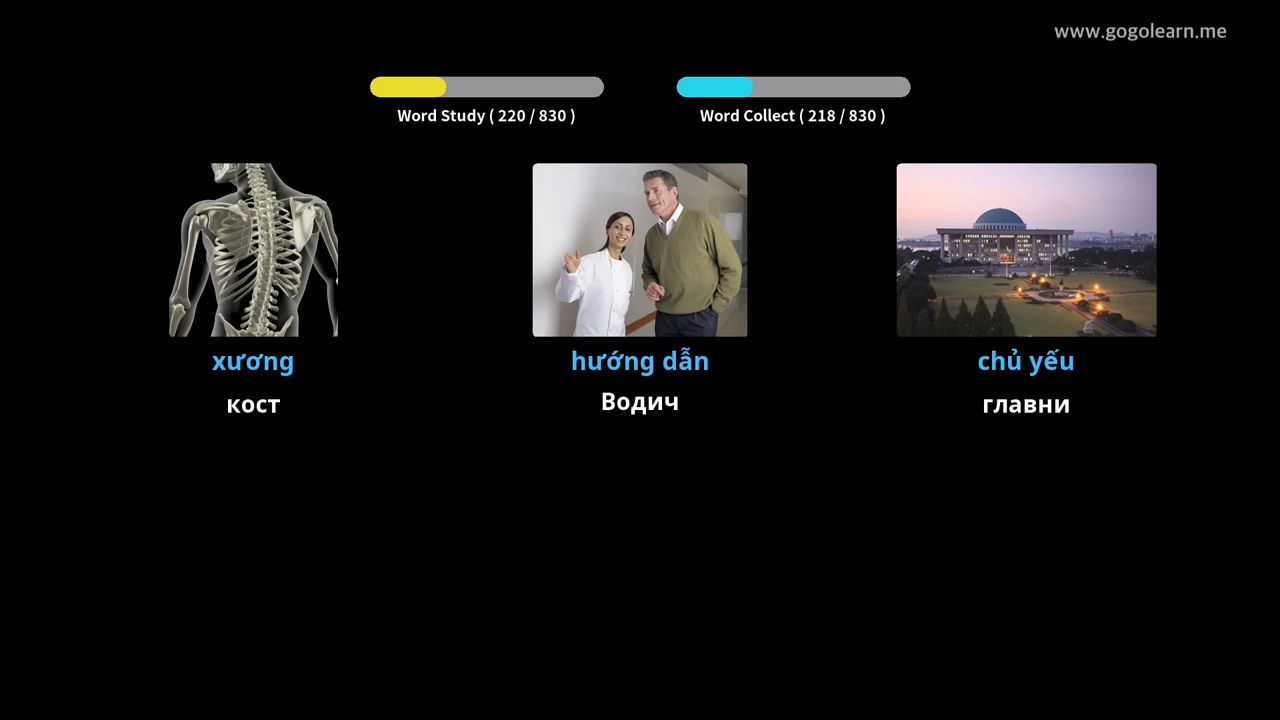 www.gogolearn.me
Word Study ( 220 / 830 )
Word Collect ( 218 / 830 )
xương
hướng dẫn
chủ yếu
кост
Водич
главни